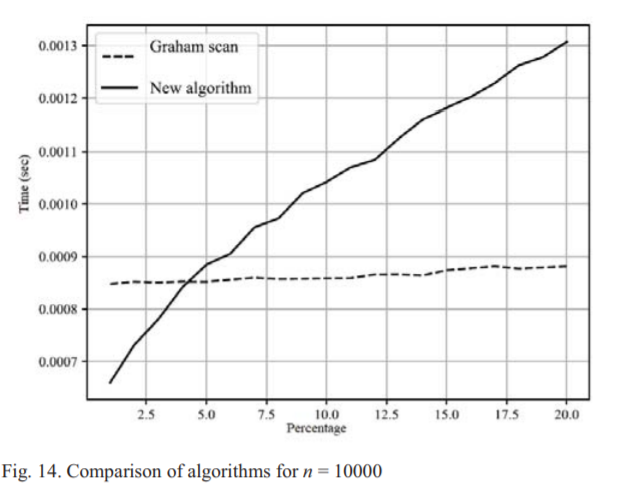 0.0013
Graham scan
New algorithm
0.0012
0.0011
0.0010
0.0009
0.0008
0.0007
Time (sec)
2.5 5.0 7.5 10.0 12.5 15.0 17.5 20.0
Percentage
Fig. 14. Comparison of algorithms for n = 10000